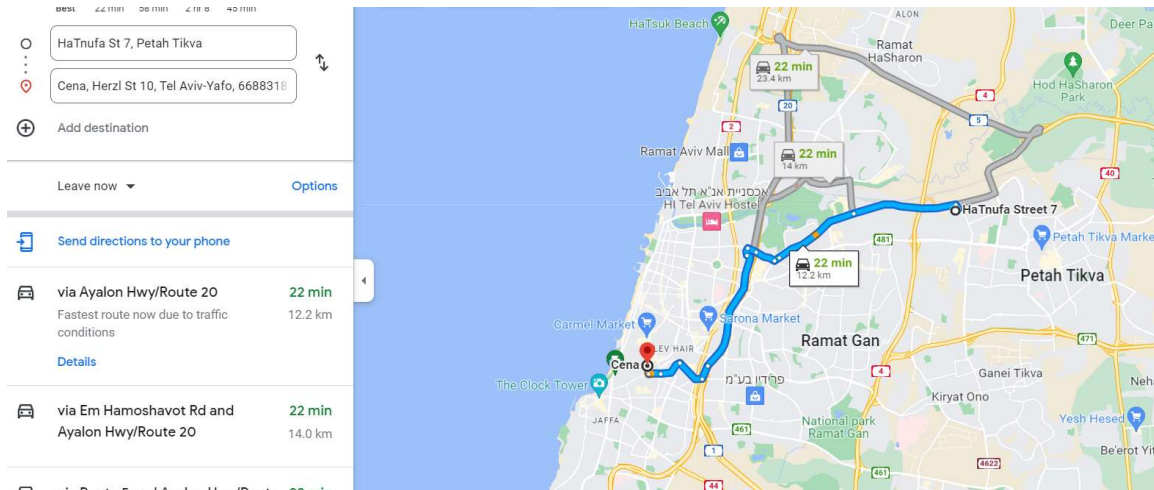 Best 22 min 58 min 2 hr 8 45 min
HaTnufa St 7, Petah Tikva
Cena, Herzl St 10, Tel Aviv-Yafo, 6688318
Add destination
Leave now
Options
Send directions to your phone
via Ayalon Hwy/Route 20
22 min
Fastest route now due to traffic
conditions
12.2 km
Details
via Em Hamoshavot Rd and
Ayalon Hwy/Route 20
22 min
14.0 km
HaTsuk Beach
ALON
Deer Pa
Ramat
HaSharon
22 min
23.4 km
Hod HaSharon
Park
4
20
5
2
Ramat Aviv Mall
22 min
14 km
40
אכסניית אנ"א תל אביב
HI Tel Aviv Hostel
HaTnufa Street 7
481
Petah Tikva Marke
22 min
12.2 km
Petah Tikva
Carmel Market
Sarona Market
LEV HAIR
Ramat Gan
471
Cena
4
Ganei Tikva
The Clock Tower
פרידין בע"מ
Neh
Kiryat Ono
JAFFA
461
National park
Ramat Gan
Yesh Hesed
1
Be'erot Yit
4622
461
44